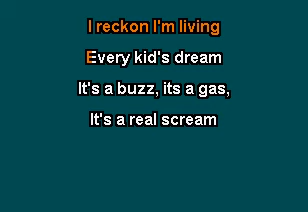 I reckon I'm living
Every kid's dream
It's a buzz, its a gas,
It's a real scream